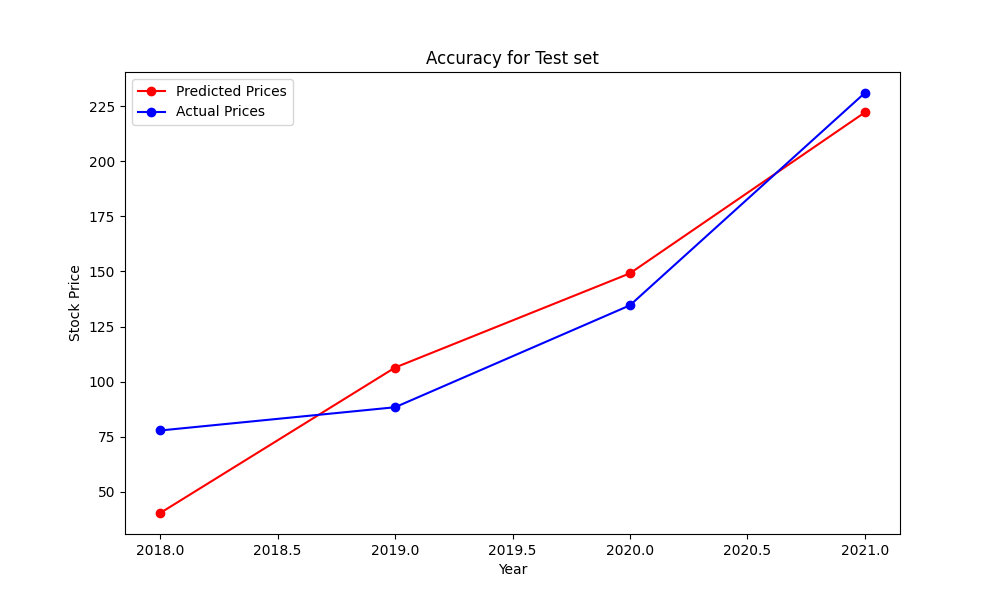 Accuracy for Test set
Predicted Prices
Actual Prices
225
200
175
150
125
100
75
50
Stock Price
2018.0 2018.5 2019.0 2019.5 2020.0 2020.5 2021.0
Year